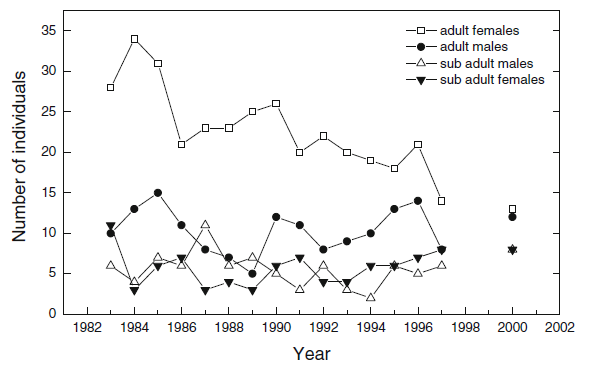 35
30
25
20
15
10
5
0
Number of individuals
adult females
adult males
sub adult males
sub adult females
1982 1984 1986 1988 1990 1992 1994 1996 1998 2000 2002
Year